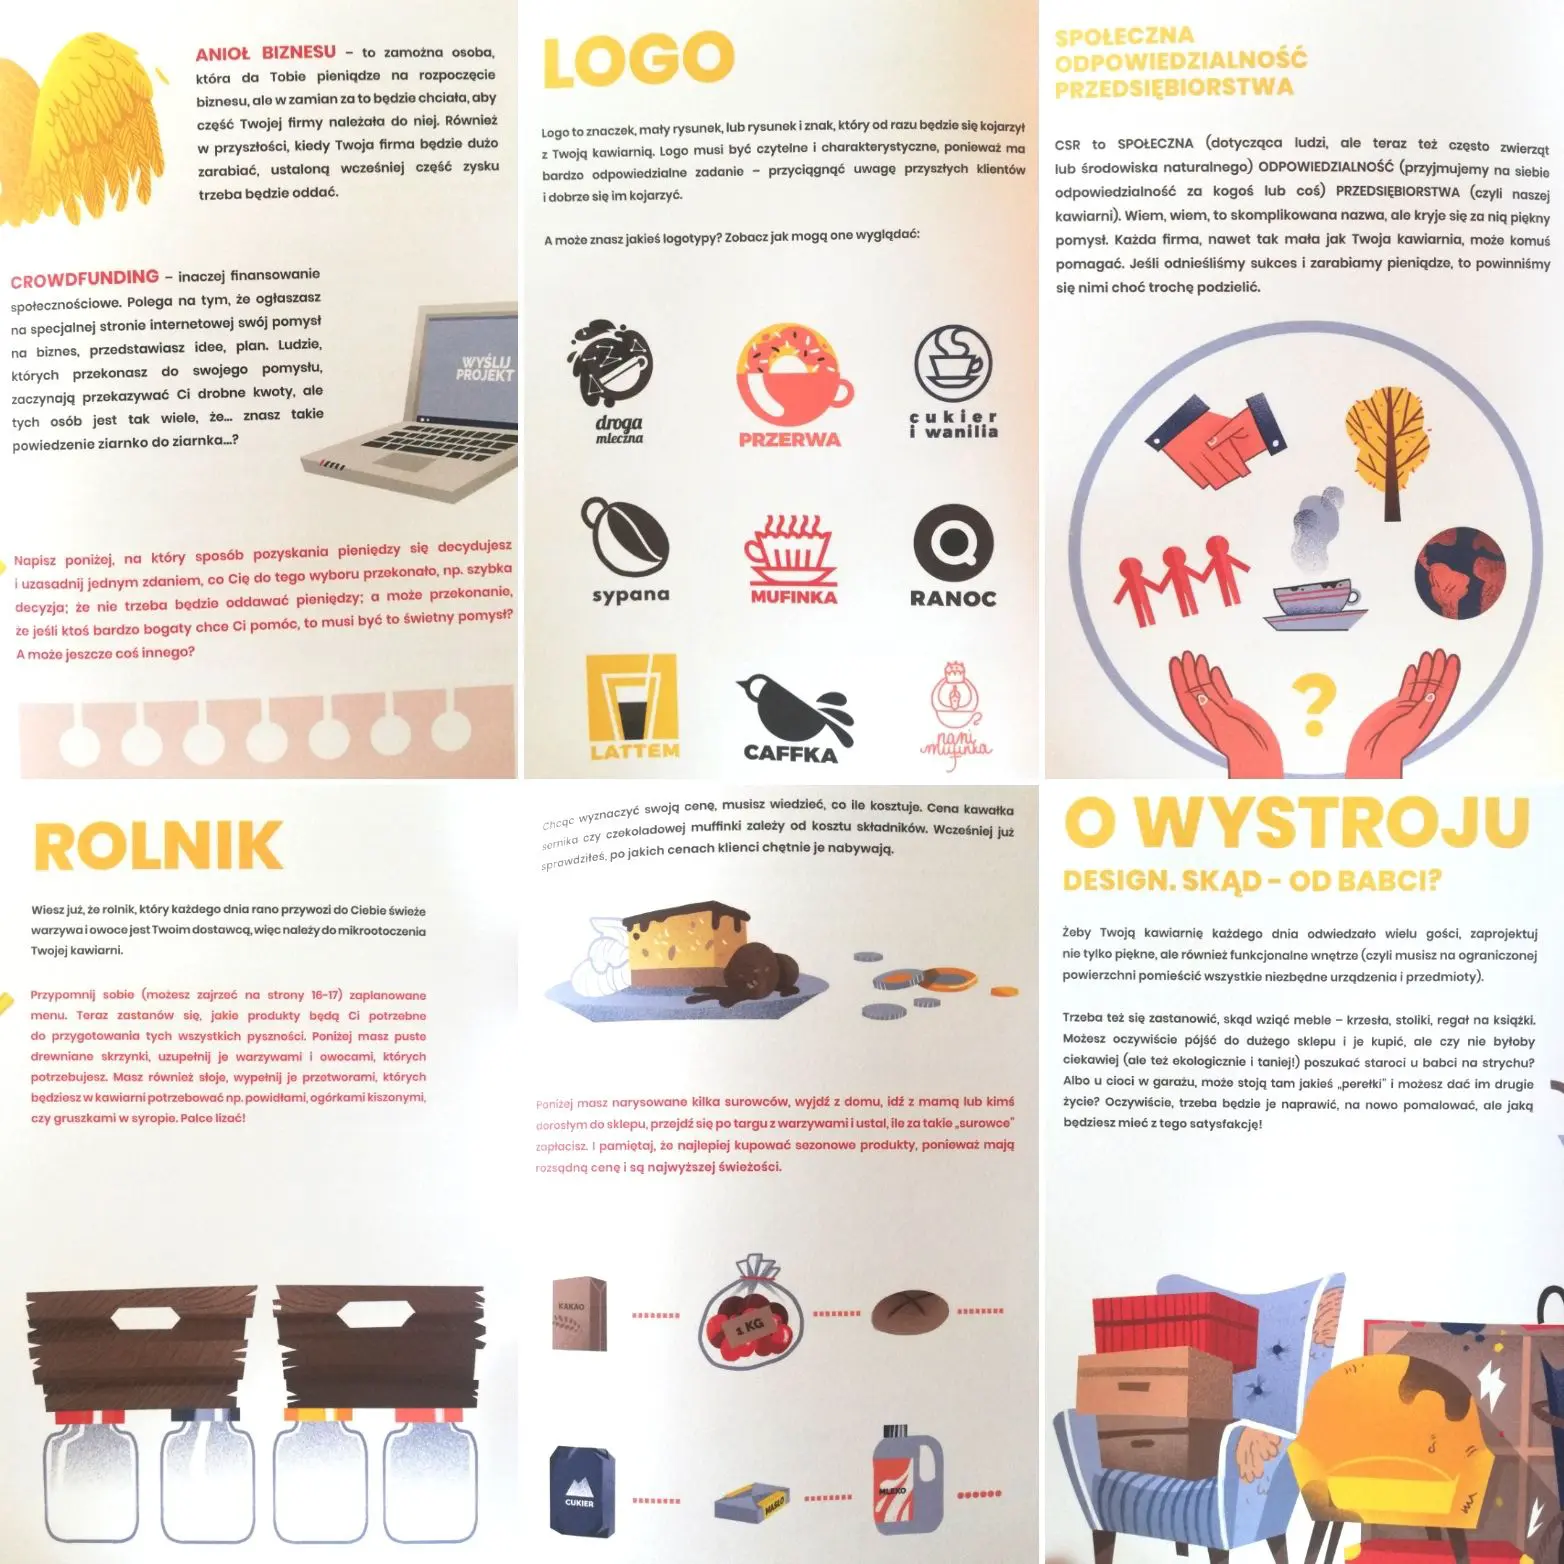 ANIOŁ BIZNESU – to zamożna osoba,
która da Tobie pieniądze na rozpoczęcie
biznesu, ale w zamian za to będzie chciała, aby
część Twojej firmy należała do niej. Również
w przyszłości, kiedy Twoja firma będzie dużo
zarabiać, ustaloną wcześniej część zysku
trzeba będzie oddać.
CROWDFUNDING – inaczej finansowanie
społecznościowe. Polega na tym, że ogłaszasz
na specjalnej stronie internetowej swój pomysł
na biznes, przedstawiasz idee, plan. Ludzie,
których przekonasz do swojego pomysłu,
zaczynają przekazywać Ci drobne kwoty, ale
tych osób jest tak wiele, że... znasz takie
powiedzenie ziarnko do ziarnka...?
WYŚLIJ
PROJEKT
Napisz poniżej, na który sposób pozyskania pieniędzy się decydujesz
i uzasadnij jednym zdaniem, co Cię do tego wyboru przekonało, np. szybka
decyzja; że nie trzeba będzie oddawać pieniędzy; a może przekonanie,
że jeśli ktoś bardzo bogaty chce Ci pomóc, to musi być to świetny pomysł?
A może jeszcze coś innego?
LOGO
Logo to znaczek, mały rysunek, lub rysunek i znak, który od razu będzie się kojarzył
z Twoją kawiarnią. Logo musi być czytelne i charakterystyczne, ponieważ ma
bardzo odpowiedzialne zadanie – przyciągnąć uwagę przyszłych klientów
i dobrze się im kojarzyć.
A może znasz jakieś logotypy? Zobacz jak mogą one wyglądać:
droga
mleczna
PRZERWA
cukier
i wanilia
sypana
MUFINKA
RANOC
LATTEM
CAFFKA
pani
mufinka
SPOŁECZNA
ODPOWIEDZIALNOŚĆ
PRZEDSIĘBIORSTWA
CSR to SPOŁECZNA (dotycząca ludzi, ale teraz też często zwierząt
lub środowiska naturalnego) ODPOWIEDZIALNOŚĆ (przyjmujemy na siebie
odpowiedzialność za kogoś lub coś) PRZEDSIĘBIORSTWA (czyli naszej
kawiarni). Wiem, wiem, to skomplikowana nazwa, ale kryje się za nią piękny
pomysł. Każda firma, nawet tak mała jak Twoja kawiarnia, może komuś
pomagać. Jeśli odnieśliśmy sukces i zarabiamy pieniądze, to powinniśmy
się nimi choć trochę podzielić.
?
ROLNIK
Wiesz już, że rolnik, który każdego dnia rano przywozi do Ciebie świeże
warzywa i owoce jest Twoim dostawcą, więc należy do mikrootoczenia
Twojej kawiarni.
Przypomnij sobie (możesz zajrzeć na strony 16-17) zaplanowane
menu. Teraz zastanów się, jakie produkty będą Ci potrzebne
do przygotowania tych wszystkich pyszności. Poniżej masz puste
drewniane skrzynki, uzupełnij je warzywami i owocami, których
potrzebujesz. Masz również słoje, wypełnij je przetworami, których
będziesz w kawiarni potrzebować np. powidłami, ogórkami kiszonymi,
czy gruszkami w syropie. Palce lizać!
Chcąc wyznaczyć swoją cenę, musisz wiedzieć, co ile kosztuje. Cena kawałka
sernika czy czekoladowej muffinki zależy od kosztu składników. Wcześniej już
sprawdziłeś, po jakich cenach klienci chętnie je nabywają.
Poniżej masz narysowane kilka surowców, wyjdź z domu, idź z mamą lub kimś
dorosłym do sklepu, przejdź się po targu z warzywami i ustal, ile za takie „surowce”
zapłacisz. I pamiętaj, że najlepiej kupować sezonowe produkty, ponieważ mają
rozsądną cenę i są najwyższej świeżości.
KAKAO
1 KG
CUKIER
MASŁO
MLEKO
O WYSTROJU
DESIGN. SKĄD – OD BABCI?
Żeby Twoją kawiarnię każdego dnia odwiedzało wielu gości, zaprojektuj
nie tylko piękne, ale również funkcjonalne wnętrze (czyli musisz na ograniczonej
powierzchni pomieścić wszystkie niezbędne urządzenia i przedmioty).
Trzeba też się zastanowić, skąd wziąć meble – krzesła, stoliki, regał na książki.
Możesz oczywiście pójść do dużego sklepu i je kupić, ale czy nie byłoby
ciekawiej (ale też ekologicznie i taniej!) poszukać staroci u babci na strychu?
Albo u cioci w garażu, może stoją tam jakieś „perełki” i możesz dać im drugie
życie? Oczywiście, trzeba będzie je naprawić, na nowo pomalować, ale jaką
będziesz mieć z tego satysfakcję!